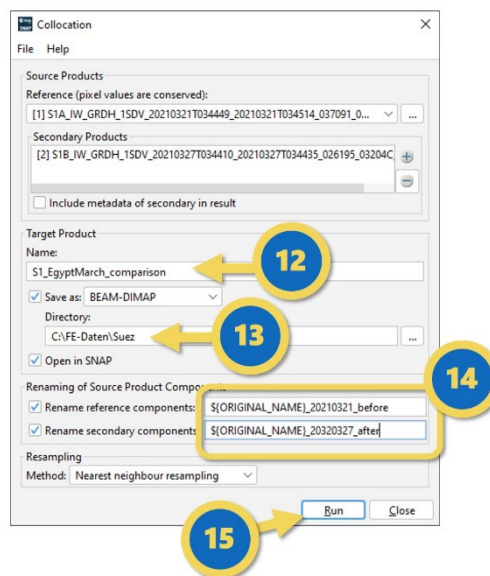 Collocation
File Help
Source Products
Reference (pixel values are conserved):
[1] S1A_IW_GRDH_1SDV_20210321T034449_20210321T034514_037091_0...
...
Secondary Products
[2] S1B_IW_GRDH_1SDV_20210327T034410_20210327T034435_026195_03204C
Include metadata of secondary in result
Target Product
Name:
S1_EgyptMarch_comparison
12
Save as: BEAM-DIMAP
Directory:
C:\FE-Daten\Suez
...
13
Open in SNAP
14
Renaming of Source Product Components
Rename reference components: ${ORIGINAL_NAME}_20210321_before
Rename secondary components ${ORIGINAL_NAME}_20320327_after
Resampling
Method: Nearest neighbour resampling
Run Close
15